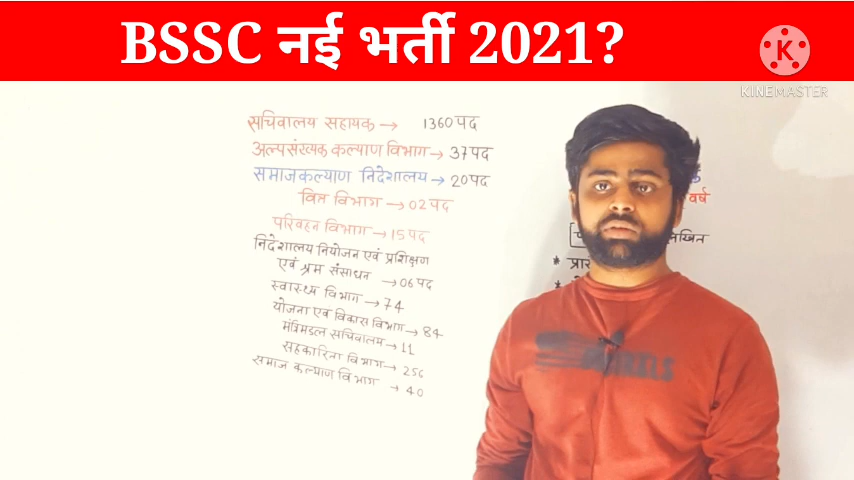 BSSC नई भर्ती 2021?
K
KINEMASTER
सचिवालय सहायक → 1360 पद
अल्पसंख्यक कल्याण विभाग → 37 पद
समाज कल्याण निदेशालय → 20 पद
वित्त विभाग → 02 पद
परिवहन विभाग → 15 पद
निदेशालय नियोजन एवं प्रशिक्षण
एवं श्रम संसाधन → 06 पद
स्वास्थ्य विभाग → 74
योजना एवं विकास विभाग → 84
मंत्रिमंडल सचिवालय → 11
सहकारिता विभाग → 256
समाज कल्याण विभाग → 40
वर्ष